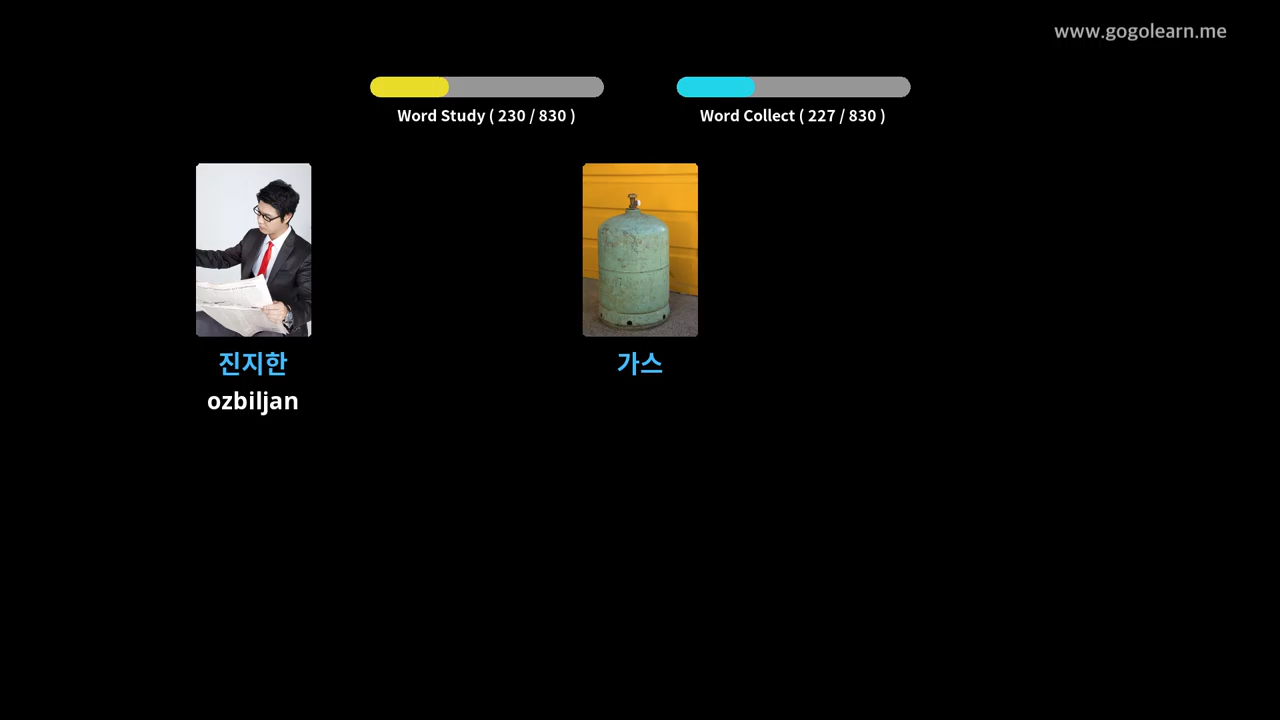 www.gogolearn.me
Word Study ( 230 / 830 )
Word Collect ( 227 / 830 )
진지한
ozbiljan
가스